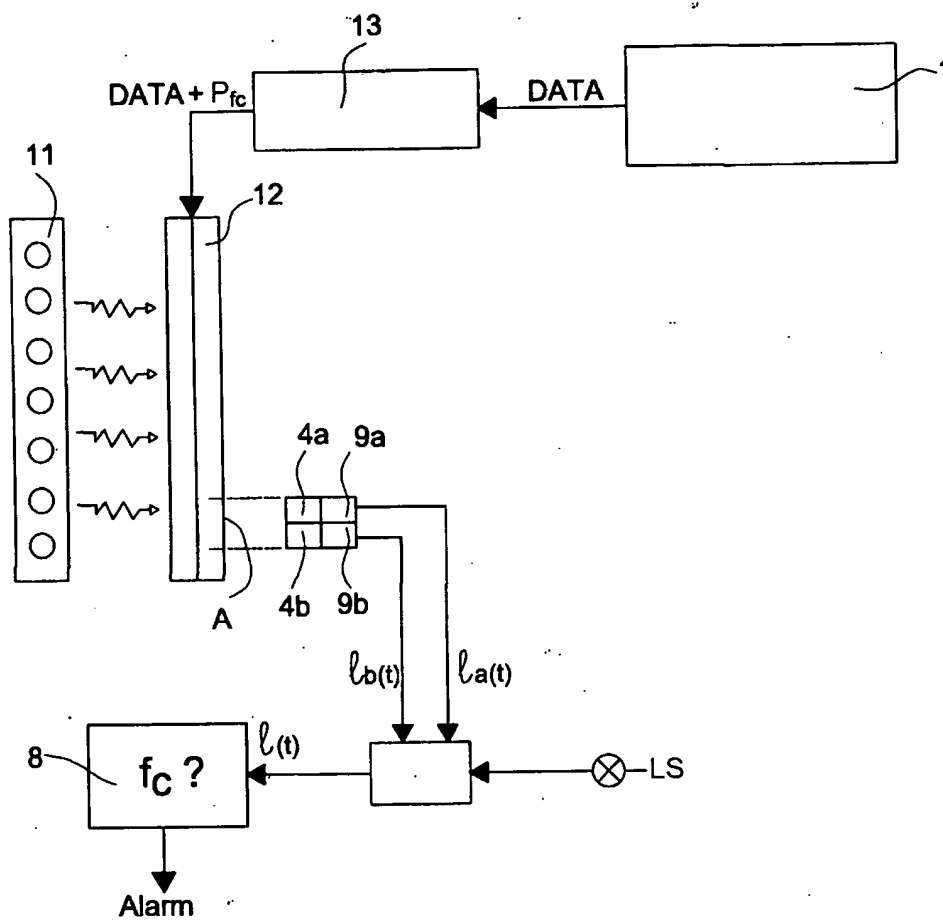 13
DATA + Pfc
DATA
11
12
4a 9a
A
4b 9b
ℓb(t) ℓa(t)
8
fc ?
ℓ(t)
LS
Alarm